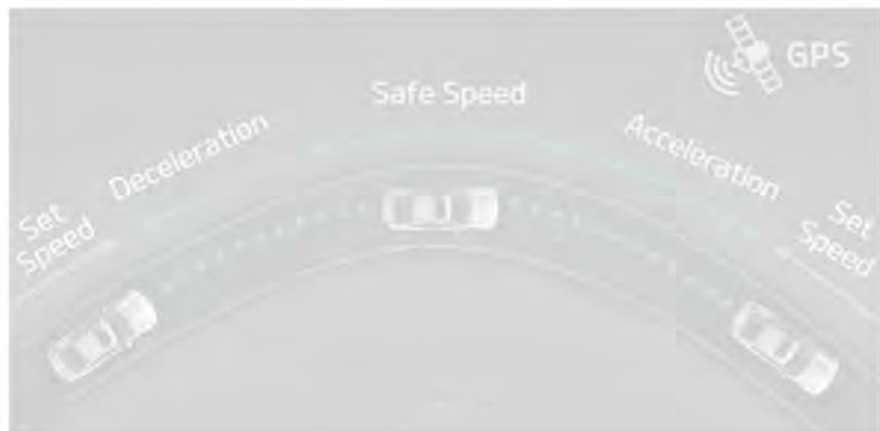 GPS
Safe Speed
Deceleration
Acceleration
Set
Speed
Set
Speed